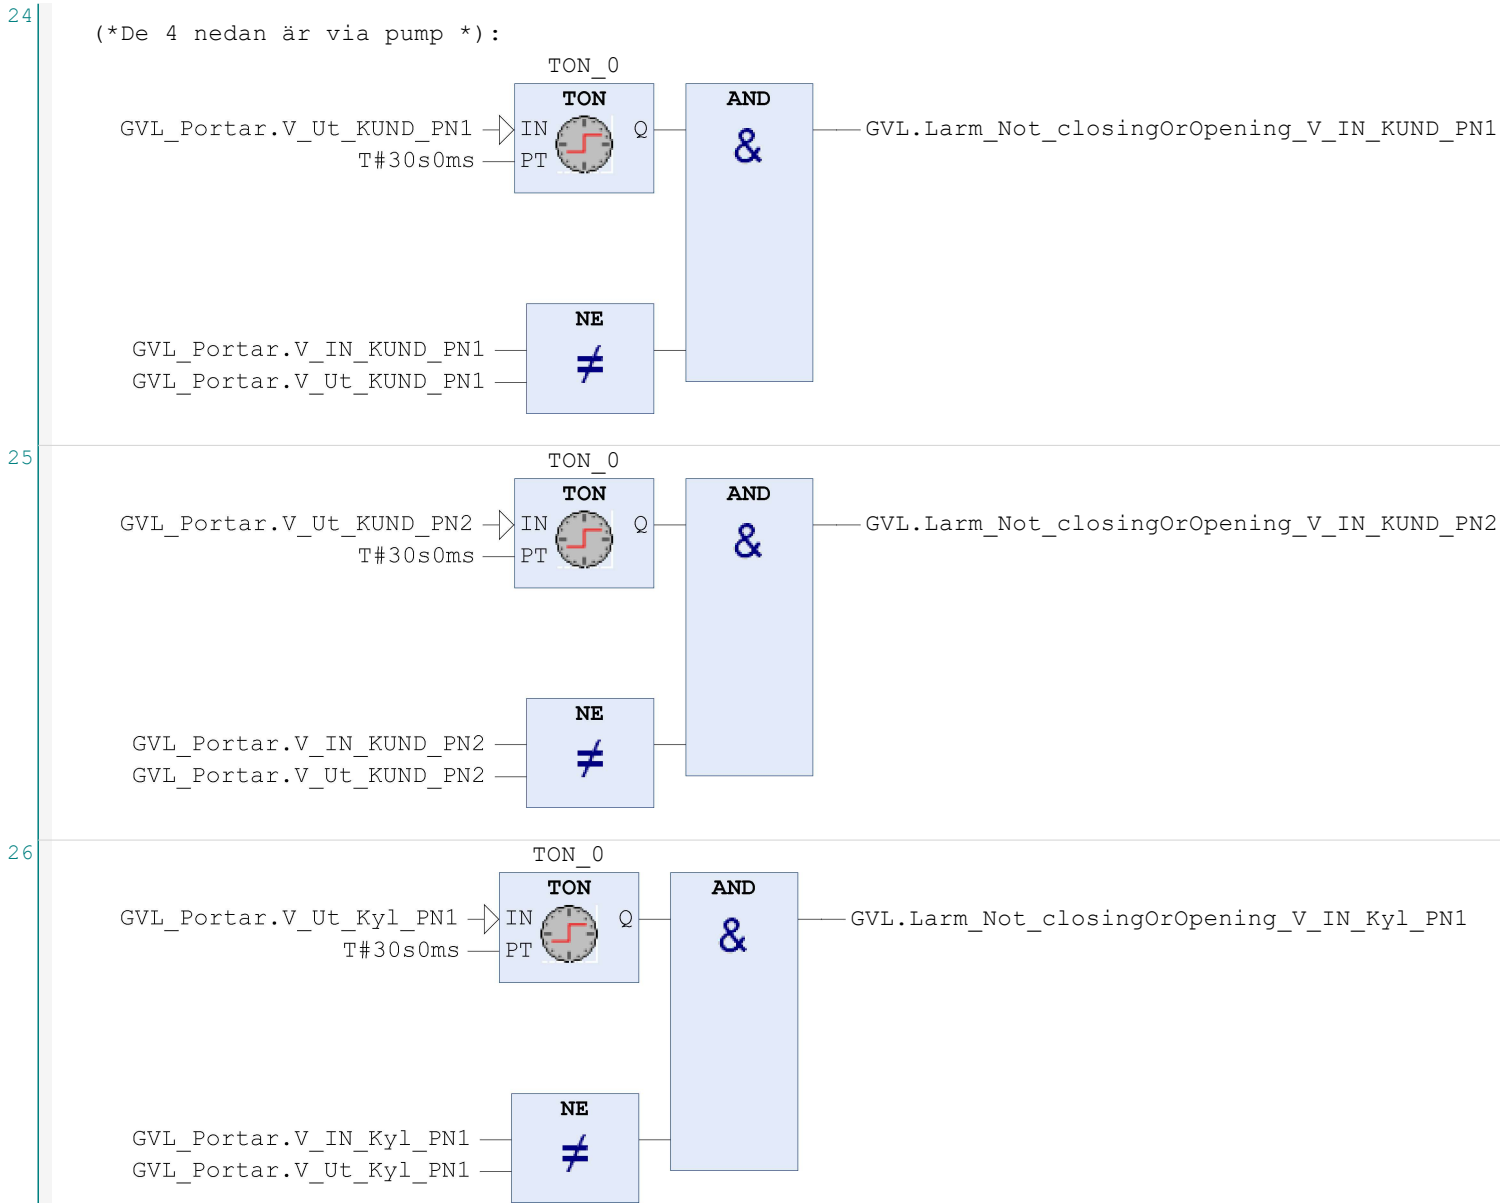 24
(*De 4 nedan är via pump *):
TON_0
TON
AND
GVL_Portar.V_Ut_KUND_PN1 IN Q & GVL.Larm_Not_closingOrOpening_V_IN_KUND_PN1
T#30s0ms PT
NE
GVL_Portar.V_IN_KUND_PN1
≠
GVL_Portar.V_Ut_KUND_PN1
25
TON_0
TON
AND
GVL_Portar.V_Ut_KUND_PN2 IN Q & GVL.Larm_Not_closingOrOpening_V_IN_KUND_PN2
T#30s0ms PT
NE
GVL_Portar.V_IN_KUND_PN2
≠
GVL_Portar.V_Ut_KUND_PN2
26
TON_0
TON
AND
GVL_Portar.V_Ut_Kyl_PN1 IN Q & GVL.Larm_Not_closingOrOpening_V_IN_Kyl_PN1
T#30s0ms PT
NE
GVL_Portar.V_IN_Kyl_PN1
≠
GVL_Portar.V_Ut_Kyl_PN1